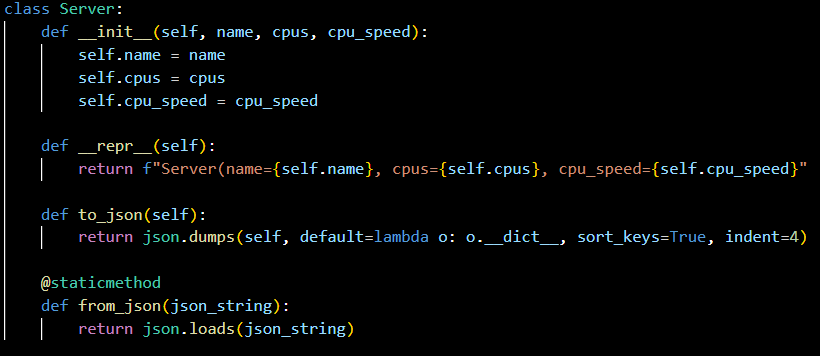 class Server:
    def __init__(self, name, cpus, cpu_speed):
        self.name = name
        self.cpus = cpus
        self.cpu_speed = cpu_speed

    def __repr__(self):
        return f"Server(name={self.name}, cpus={self.cpus}, cpu_speed={self.cpu_speed}"

    def to_json(self):
        return json.dumps(self, default=lambda o: o.__dict__, sort_keys=True, indent=4)

    @staticmethod
    def from_json(json_string):
        return json.loads(json_string)